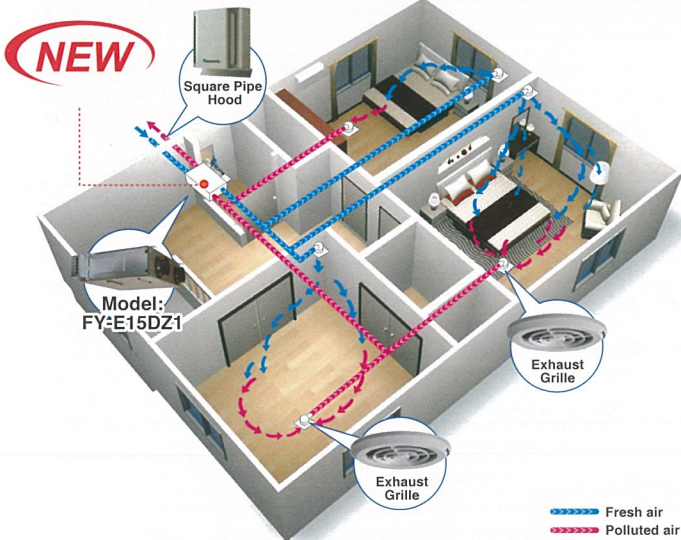 NEW
Square Pipe
Hood
Model:
FY-E15DZ1
Exhaust
Grille
Exhaust
Grille
Fresh air
Polluted air